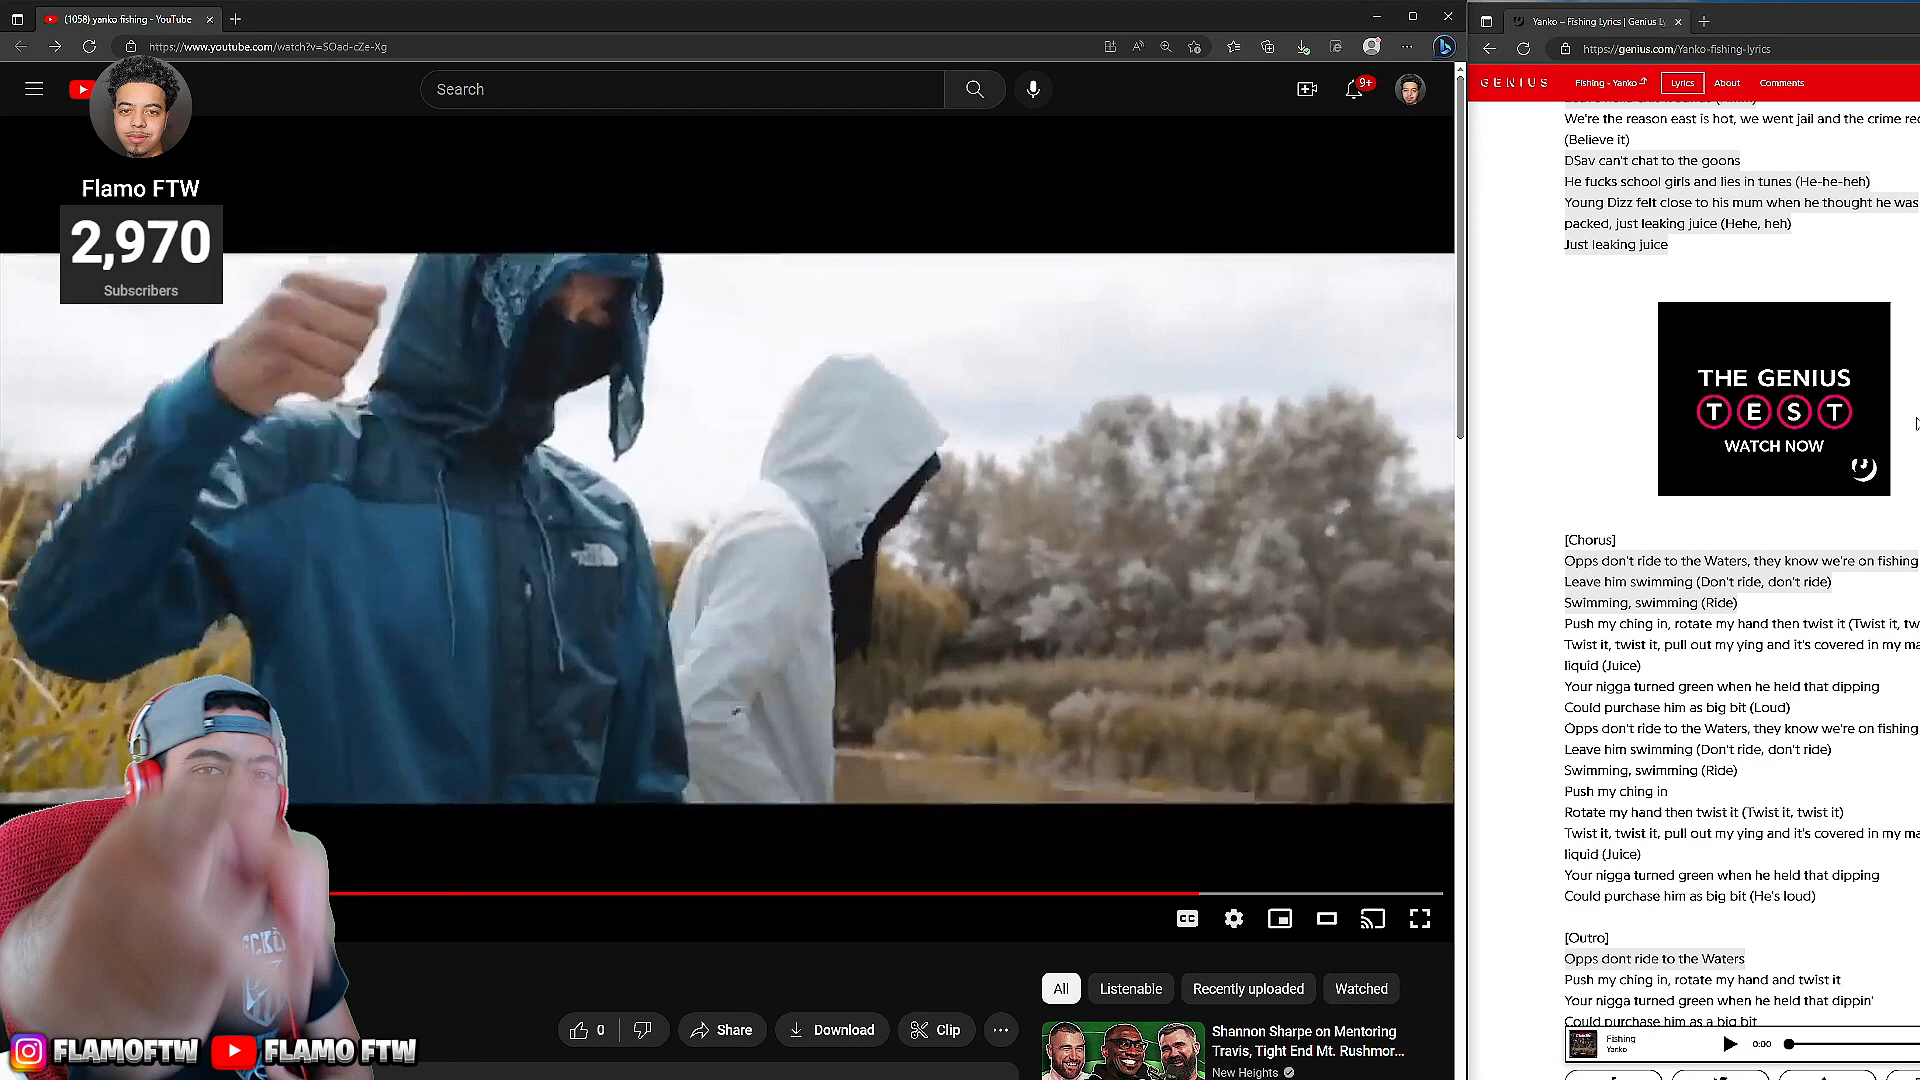 (1058) yanko fishing - YouTube
https://www.youtube.com/watch?v=SOad-cZe-Xg
Search
9+
Flamo FTW
2,970
Subscribers
CC
0
Share
Download
Clip
All
Listenable
Recently uploaded
Watched
Shannon Sharpe on Mentoring
Travis, Tight End Mt. Rushmor...
New Heights
FLAMOFTW
FLAMO FTW
Yanko – Fishing Lyrics | Genius Ly
https://genius.com/Yanko-fishing-lyrics
GENIUS
Fishing - Yanko
Lyrics
About
Comments
We're the reason east is hot, we went jail and the crime rec
(Believe it)
DSav can't chat to the goons
He fucks school girls and lies in tunes (He-he-heh)
Young Dizz felt close to his mum when he thought he was
packed, just leaking juice (Hehe, heh)
Just leaking juice
THE GENIUS
TEST
WATCH NOW
[Chorus]
Opps don't ride to the Waters, they know we're on fishing
Leave him swimming (Don't ride, don't ride)
Swimming, swimming (Ride)
Push my ching in, rotate my hand then twist it (Twist it, tw
Twist it, twist it, pull out my ying and it's covered in my ma
liquid (Juice)
Your nigga turned green when he held that dipping
Could purchase him as big bit (Loud)
Opps don't ride to the Waters, they know we're on fishing
Leave him swimming (Don't ride, don't ride)
Swimming, swimming (Ride)
Push my ching in
Rotate my hand then twist it (Twist it, twist it)
Twist it, twist it, pull out my ying and it's covered in my ma
liquid (Juice)
Your nigga turned green when he held that dipping
Could purchase him as big bit (He's loud)
[Outro]
Opps dont ride to the Waters
Push my ching in, rotate my hand and twist it
Your nigga turned green when he held that dippin'
Could purchase him as a big bit
Fishing
Yanko
0:00